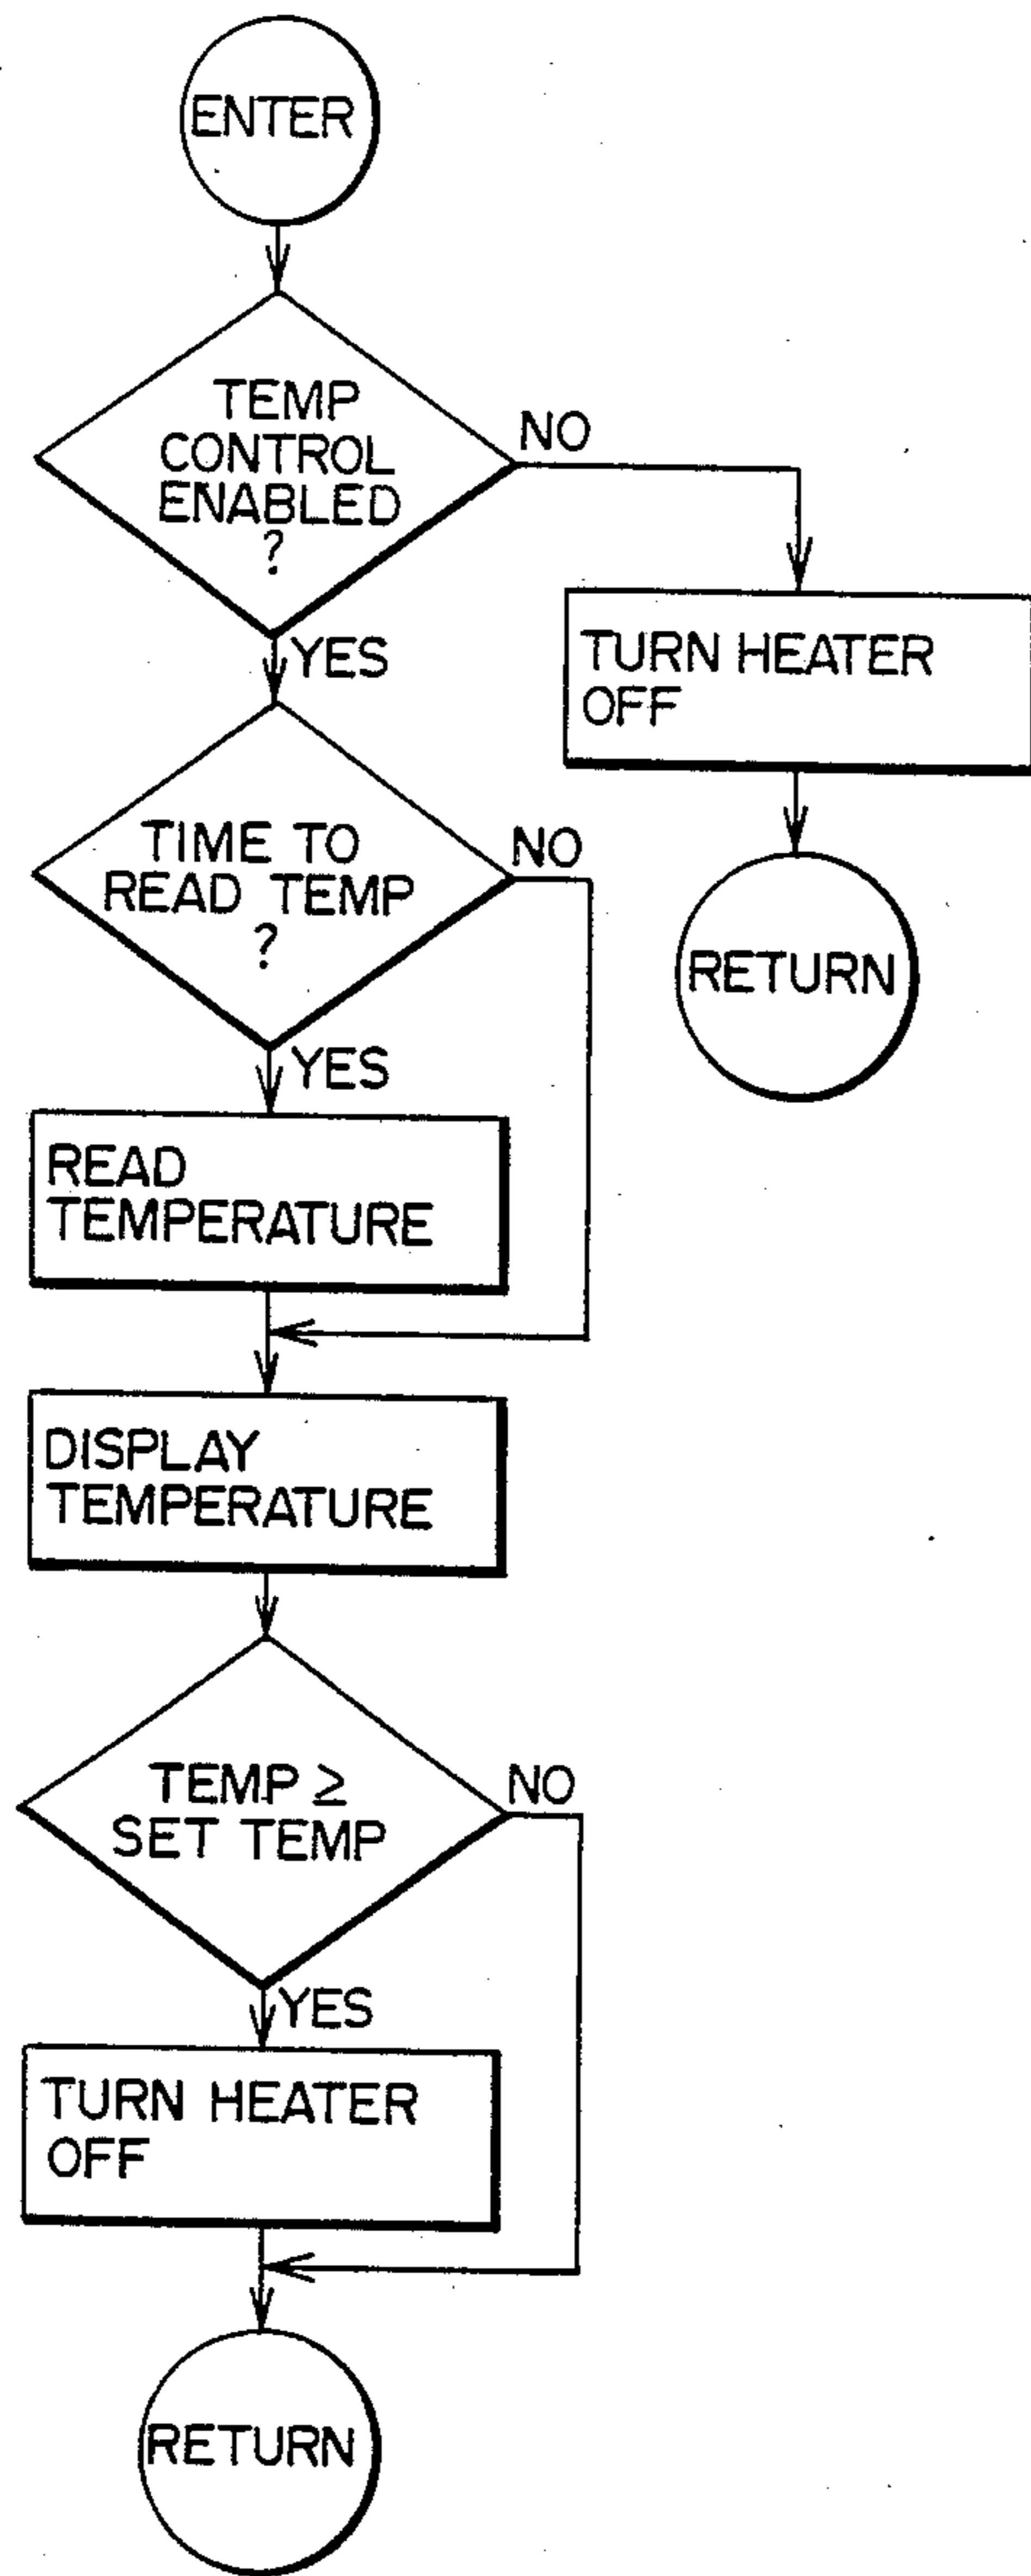 ENTER
TEMP
CONTROL
ENABLED
?
NO
YES
TURN HEATER
OFF
RETURN
TIME TO
READ TEMP
?
NO
YES
READ
TEMPERATURE
DISPLAY
TEMPERATURE
TEMP ≥
SET TEMP
NO
YES
TURN HEATER
OFF
RETURN